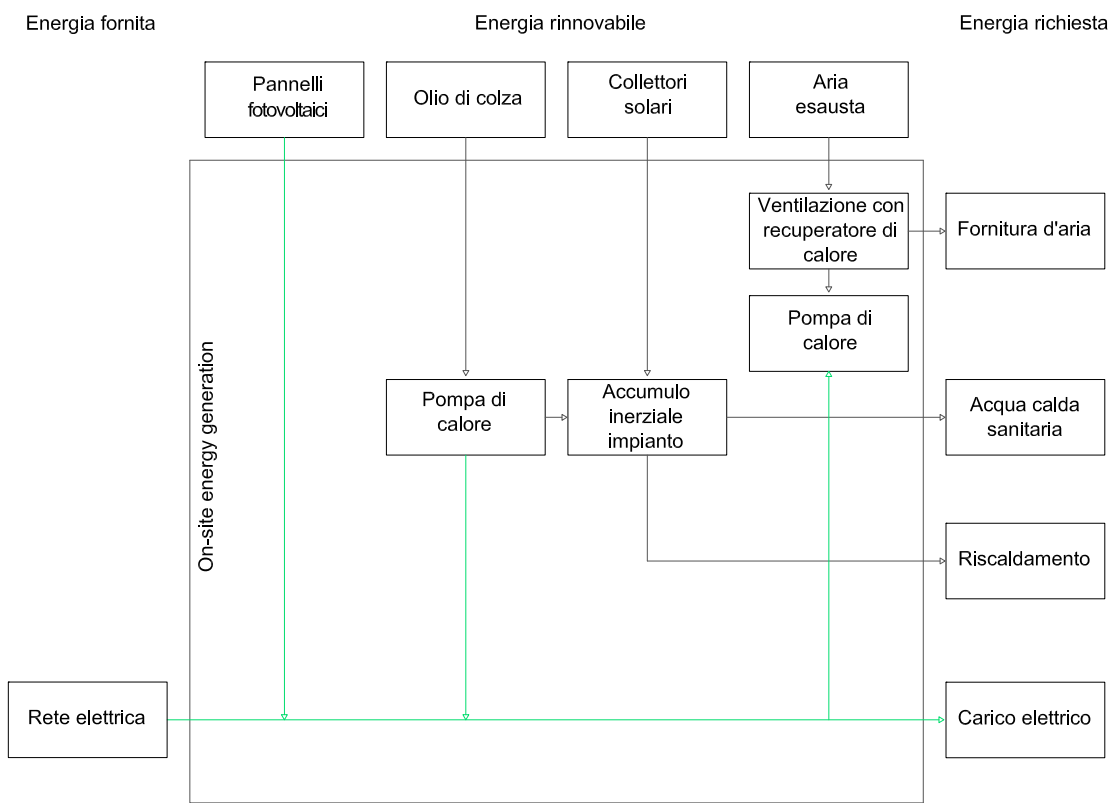 Energia fornita
Energia rinnovabile
Energia richiesta
Pannelli
fotovoltaici
Olio di colza
Collettori
solari
Aria
esausta
Ventilazione con
recuperatore di
calore
Fornitura d'aria
Pompa di
calore
Pompa di
calore
Accumulo
inerziale
impianto
Acqua calda
sanitaria
On-site energy generation
Riscaldamento
Rete elettrica
Carico elettrico